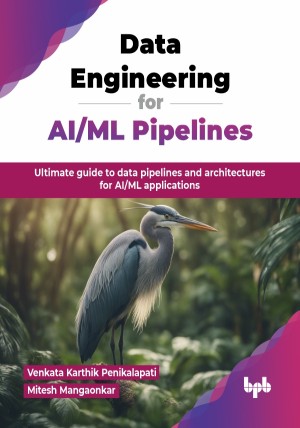 Data
Engineering
for
AI/ML Pipelines
Ultimate guide to data pipelines and architectures
for AI/ML applications
Venkata Karthik Penikalapati
Mitesh Mangaonkar
bpb